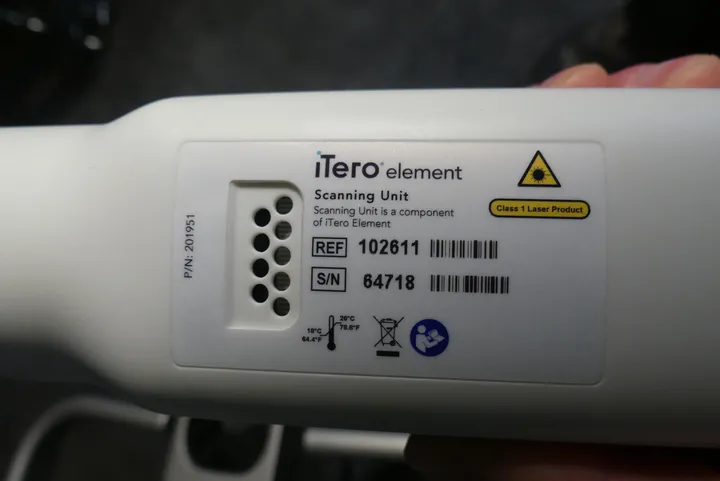 iTero® element
Scanning Unit
Scanning Unit is a component
of iTero Element
REF 102611
S/N 64718
Class 1 Laser Product
P/N: 201951
26°C
78.8°F
18°C
64.4°F